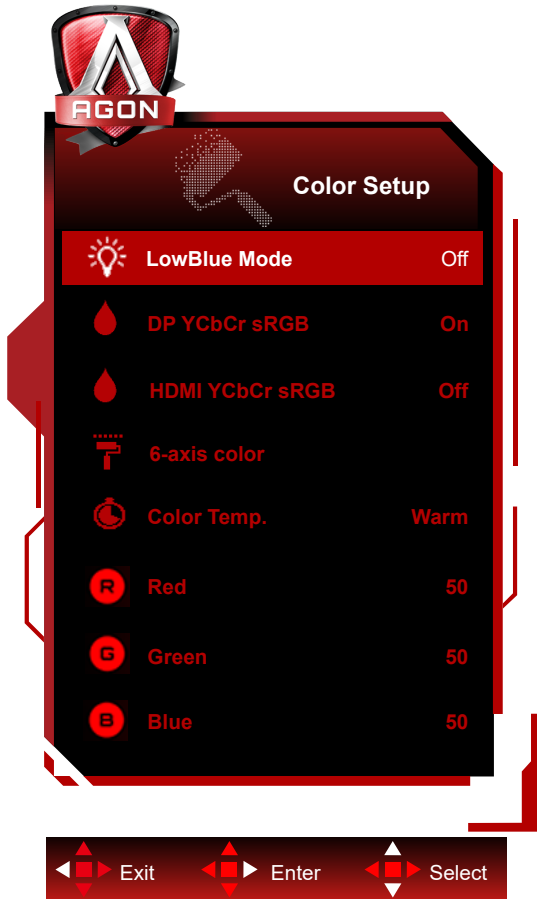 AGON
Color Setup
LowBlue Mode Off
DP YCbCr sRGB On
HDMI YCbCr sRGB Off
6-axis color
Color Temp. Warm
R Red 50
G Green 50
B Blue 50
Exit Enter Select